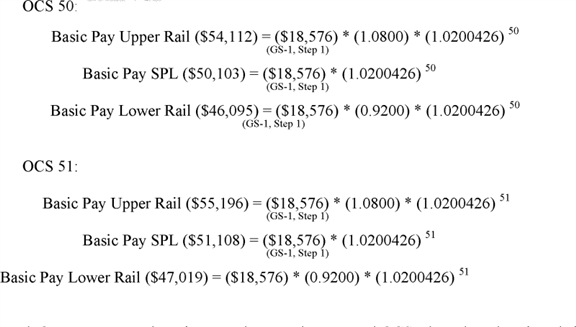 OCS 50:
Basic Pay Upper Rail ($54,112) = ($18,576) * (1.0800) * (1.0200426) 50
(GS-1, Step 1)
Basic Pay SPL ($50,103) = ($18,576) * (1.0200426) 50
(GS-1, Step 1)
Basic Pay Lower Rail ($46,095) = ($18,576) * (0.9200) * (1.0200426) 50
(GS-1, Step 1)
OCS 51:
Basic Pay Upper Rail ($55,196) = ($18,576) * (1.0800) * (1.0200426) 51
(GS-1, Step 1)
Basic Pay SPL ($51,108) = ($18,576) * (1.0200426) 51
(GS-1, Step 1)
Basic Pay Lower Rail ($47,019) = ($18,576) * (0.9200) * (1.0200426) 51